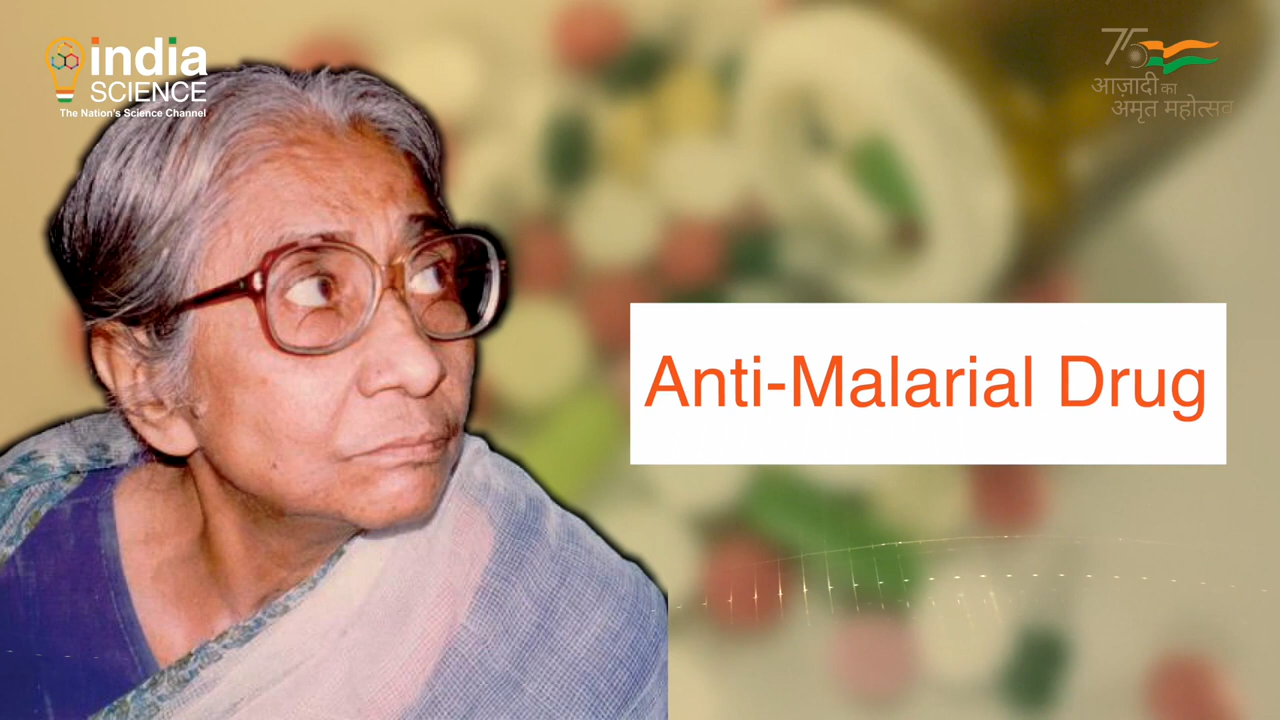 india
SCIENCE
The Nation's Science Channel
75
आज़ादी का
अमृत महोत्सव
Anti-Malarial Drug